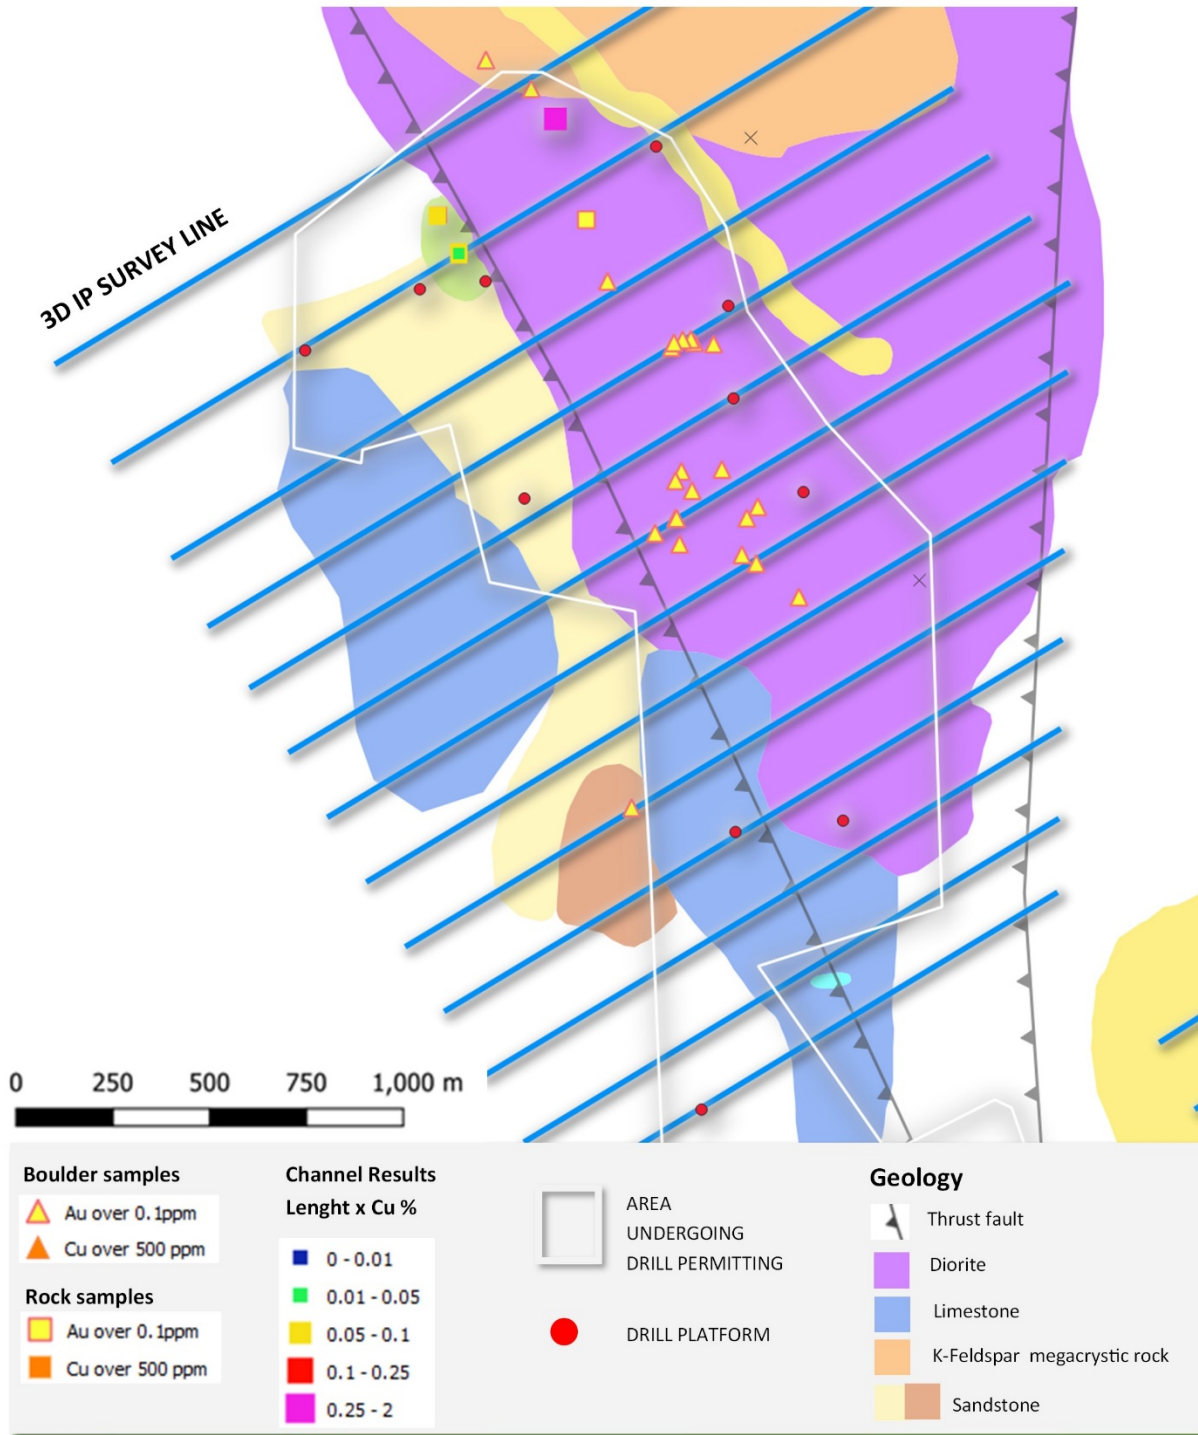 3D IP SURVEY LINE
0 250 500 750 1,000 m
Boulder samples
Au over 0.1ppm
Cu over 500 ppm
Rock samples
Au over 0.1ppm
Cu over 500 ppm
Channel Results
Lenght x Cu %
0 - 0.01
0.01 - 0.05
0.05 - 0.1
0.1 - 0.25
0.25 - 2
AREA
UNDERGOING
DRILL PERMITTING
DRILL PLATFORM
Geology
Thrust fault
Diorite
Limestone
K-Feldspar megacrystic rock
Sandstone